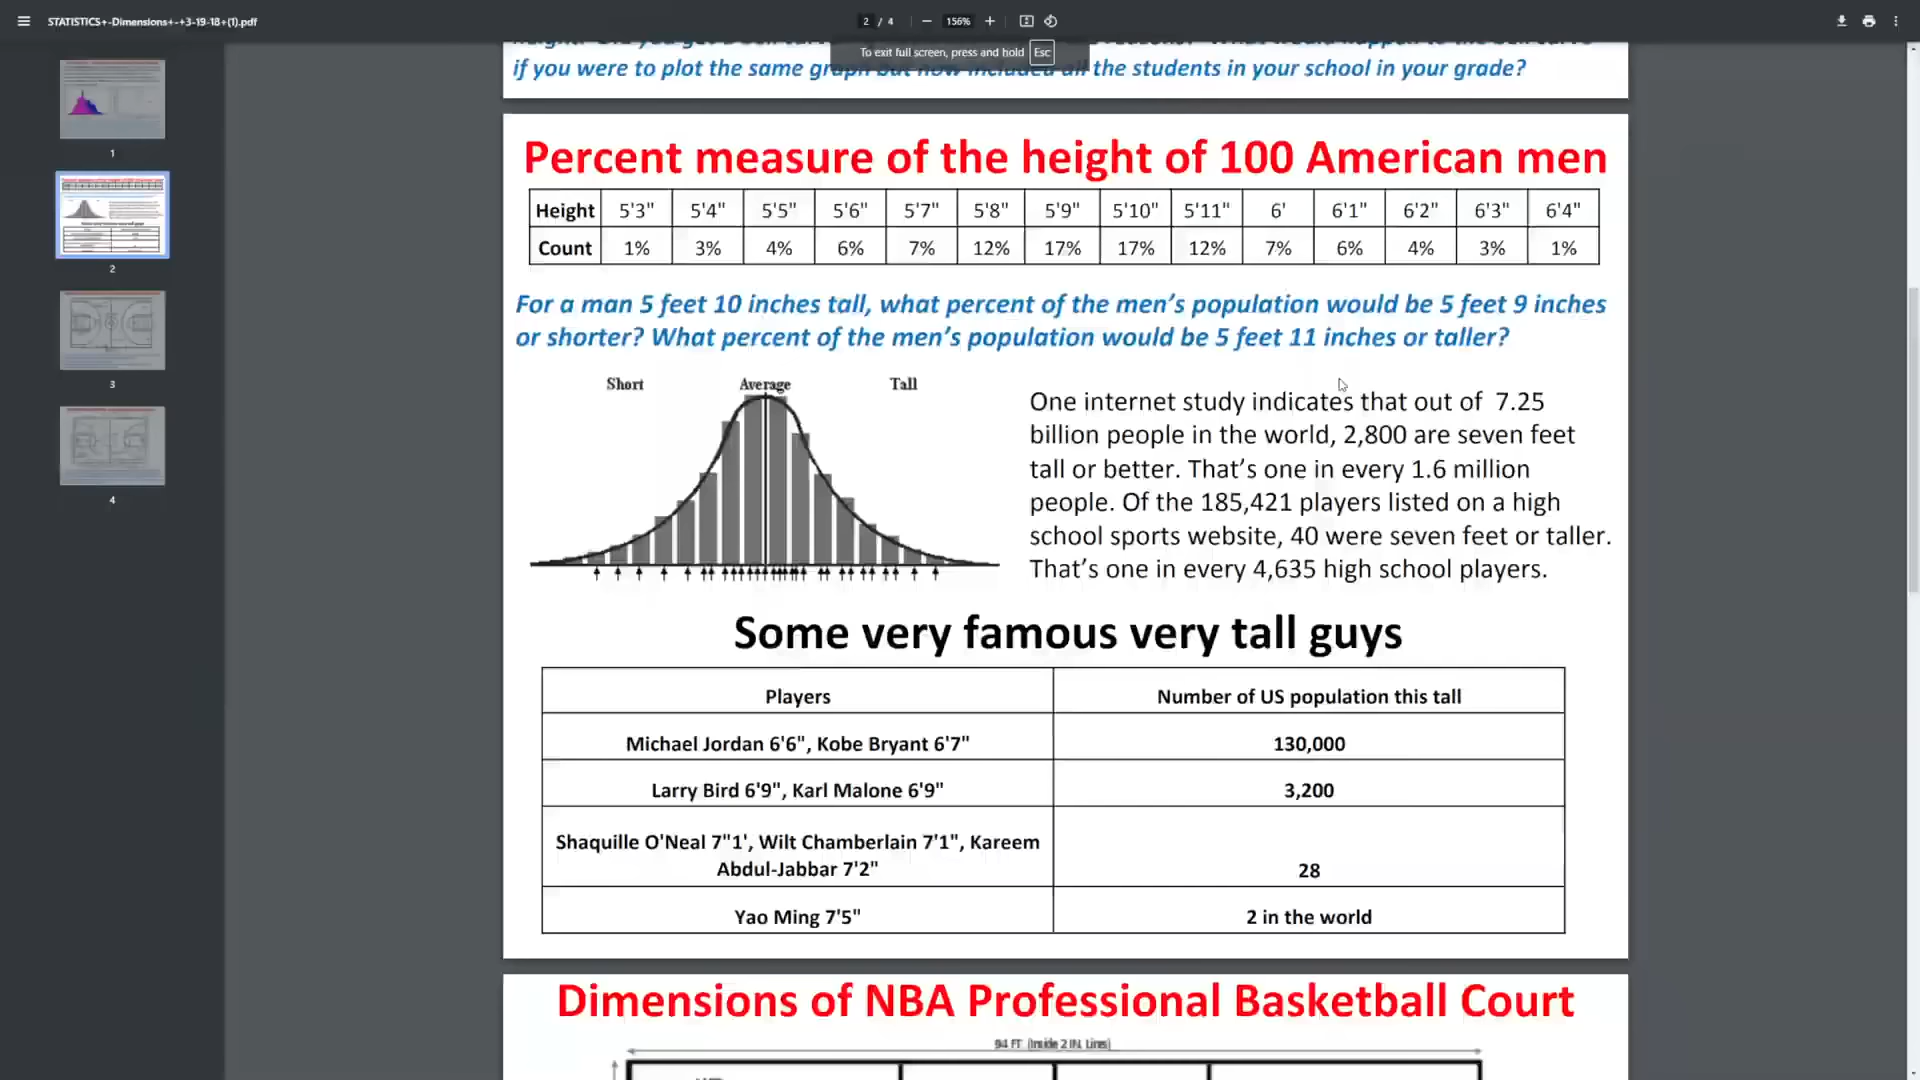 STATISTICS+-Dimensions+-+3-19-18+(1).pdf
2 / 4
156%
To exit full screen, press and hold Esc
if you were to plot the same graph but now included all the students in your school in your grade?
1
2
3
4
Percent measure of the height of 100 American men
Height 5'3" 5'4" 5'5" 5'6" 5'7" 5'8" 5'9" 5'10" 5'11" 6' 6'1" 6'2" 6'3" 6'4"
Count 1% 3% 4% 6% 7% 12% 17% 17% 12% 7% 6% 4% 3% 1%
For a man 5 feet 10 inches tall, what percent of the men's population would be 5 feet 9 inches
or shorter? What percent of the men's population would be 5 feet 11 inches or taller?
Short Average Tall
One internet study indicates that out of 7.25
billion people in the world, 2,800 are seven feet
tall or better. That's one in every 1.6 million
people. Of the 185,421 players listed on a high
school sports website, 40 were seven feet or taller.
That's one in every 4,635 high school players.
Some very famous very tall guys
Players Number of US population this tall
Michael Jordan 6'6", Kobe Bryant 6'7" 130,000
Larry Bird 6'9", Karl Malone 6'9" 3,200
Shaquille O'Neal 7"1', Wilt Chamberlain 7'1", Kareem
Abdul-Jabbar 7'2" 28
Yao Ming 7'5" 2 in the world
Dimensions of NBA Professional Basketball Court
94 FT (Inside 2 IN. Lines)